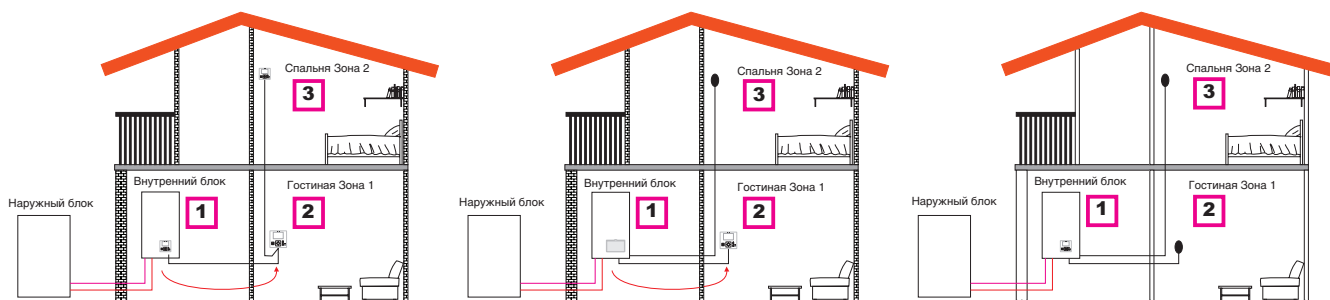 Спальня Зона 2
3
Внутренний блок
Гостиная Зона 1
1
2
Наружный блок
Спальня Зона 2
3
Внутренний блок
Гостиная Зона 1
1
2
Наружный блок
Спальня Зона 2
3
Внутренний блок
Гостиная Зона 1
1
2
Наружный блок